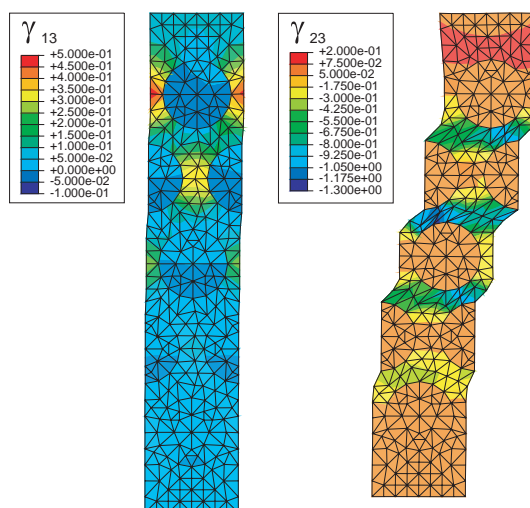 γ 13
+5.000e-01
+4.500e-01
+4.000e-01
+3.500e-01
+3.000e-01
+2.500e-01
+2.000e-01
+1.500e-01
+1.000e-01
+5.000e-02
+0.000e+00
-5.000e-02
-1.000e-01
γ 23
+2.000e-01
+7.500e-02
5.000e-02
-1.750e-01
-3.000e-01
-4.250e-01
-5.500e-01
-6.750e-01
-8.000e-01
-9.250e-01
-1.050e+00
-1.175e+00
-1.300e+00